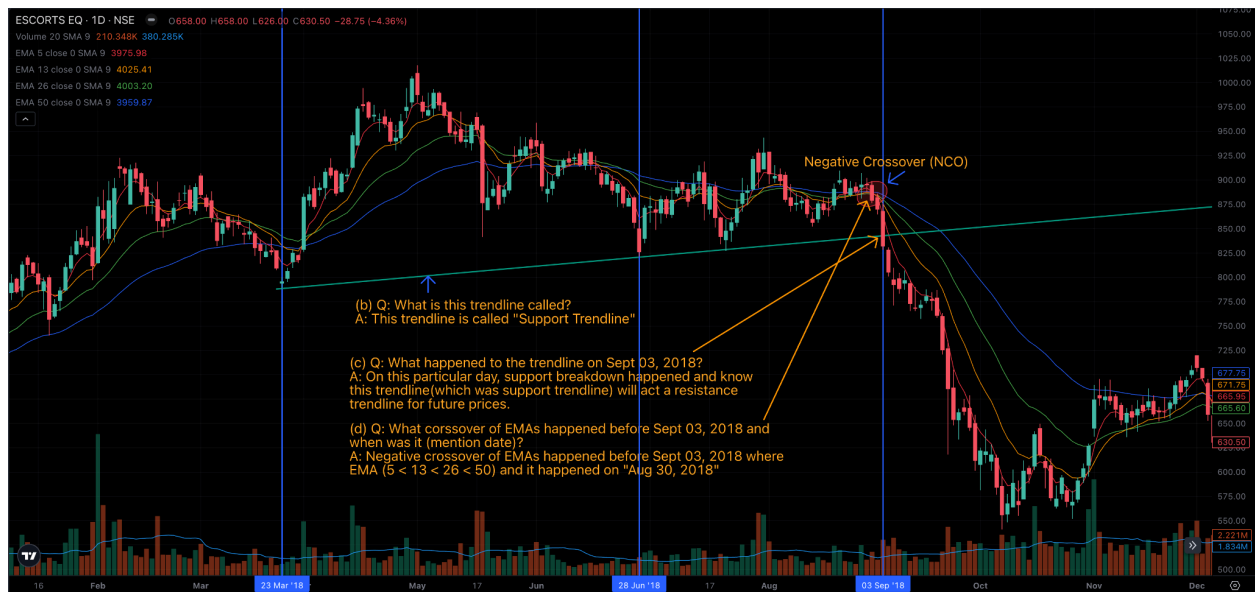 ESCORTS EQ · 1D · NSE O658.00 H658.00 L626.00 C630.50 −28.75 (−4.36%)
Volume 20 SMA 9 210.348K 380.285K
EMA 5 close 0 SMA 9 3975.98
EMA 13 close 0 SMA 9 4025.41
EMA 26 close 0 SMA 9 4003.20
EMA 50 close 0 SMA 9 3959.87
Negative Crossover (NCO)
(b) Q: What is this trendline called?
A: This trendline is called "Support Trendline"
(c) Q: What happened to the trendline on Sept 03, 2018?
A: On this particular day, support breakdown happened and know
this trendline(which was support trendline) will act a resistance
trendline for future prices.
(d) Q: What corssover of EMAs happened before Sept 03, 2018 and
when was it (mention date)?
A: Negative crossover of EMAs happened before Sept 03, 2018 where
EMA (5 < 13 < 26 < 50) and it happened on "Aug 30, 2018"
1075.00
1050.00
1025.00
1000.00
975.00
950.00
925.00
900.00
875.00
850.00
825.00
800.00
775.00
750.00
725.00
677.75
671.75
665.95
665.60
650.00
630.50
600.00
575.00
550.00
2.221M
1.834M
500.00
16 Feb Mar 23 Mar '18 May 17 Jun 28 Jun '18 17 Aug 03 Sep '18 Oct Nov Dec